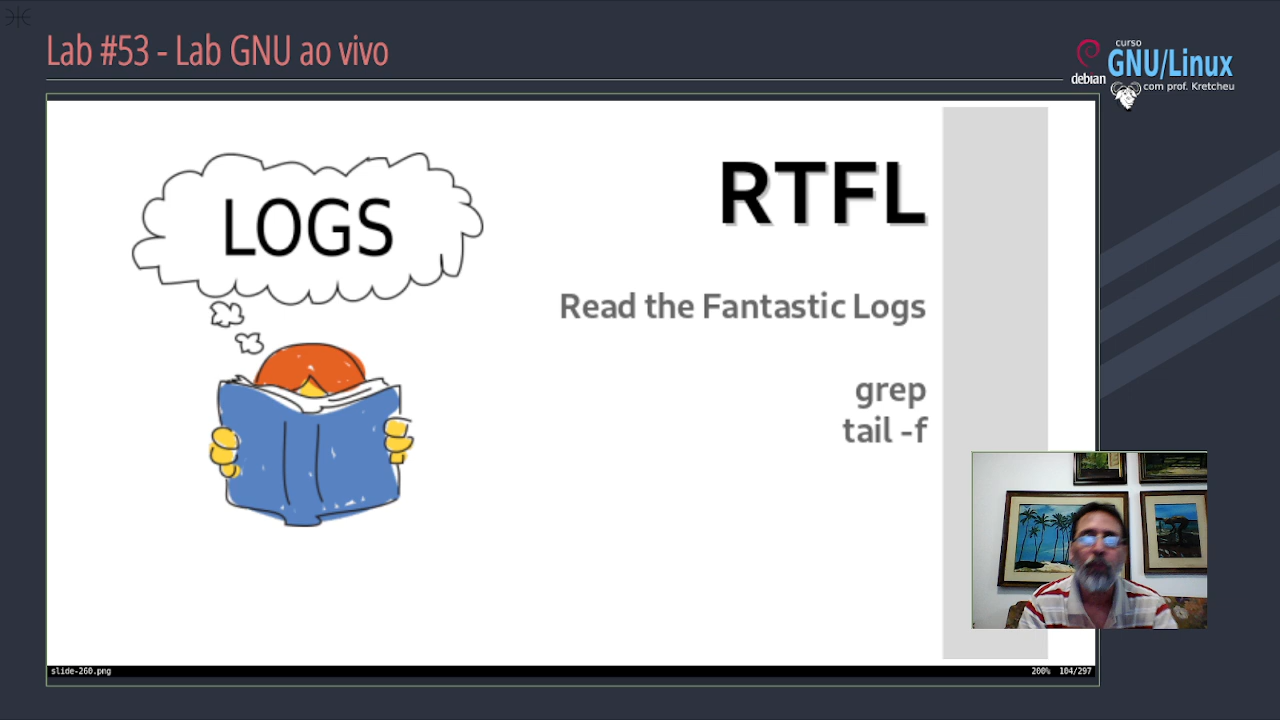 Lab #53 - Lab GNU ao vivo
curso
GNU/Linux
debian
com prof. Kretcheu
LOGS
RTFL
Read the Fantastic Logs
grep
tail -f
slide-260.png
200% 104/297